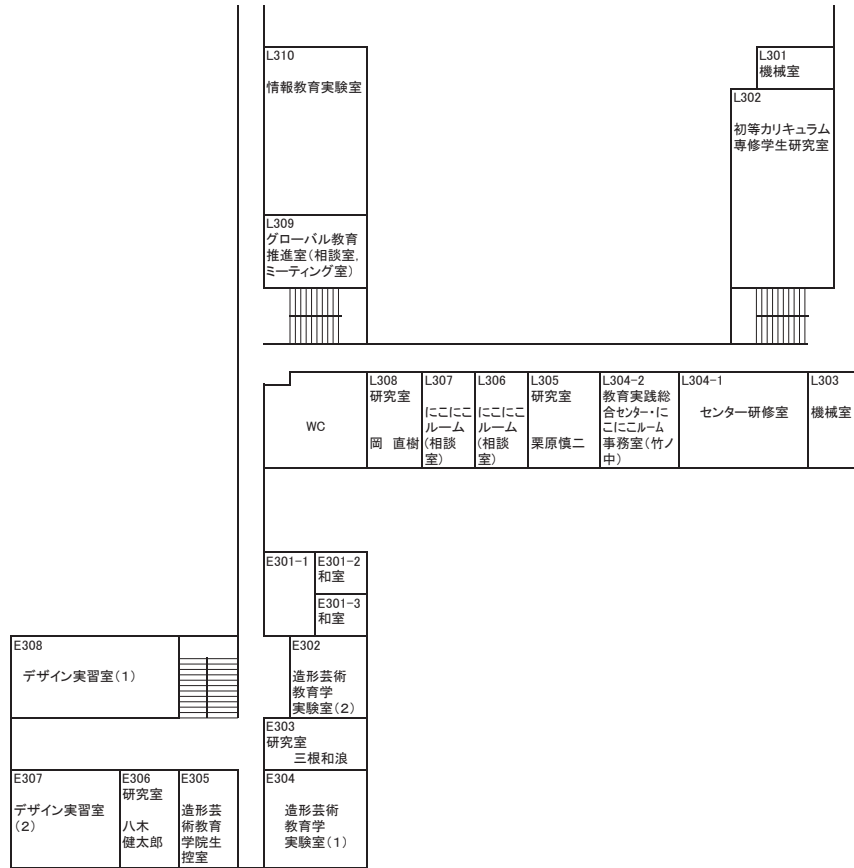 L310
情報教育実験室
L301
機械室
L302
初等カリキュラム
専修学生研究室
L309
グローバル教育
推進室(相談室,
ミーティング室)
WC
L308
研究室
岡 直樹
L307
にこにこ
ルーム
(相談
室)
L306
にこにこ
ルーム
(相談
室)
L305
研究室
栗原慎二
L304-2
教育実践総
合センター・に
こにこルーム
事務室(竹ノ
中)
L304-1
センター研修室
L303
機械室
E301-1
E301-2
和室
E301-3
和室
E308
デザイン実習室(1)
E302
造形芸術
教育学
実験室(2)
E303
研究室
三根和浪
E307
デザイン実習室
(2)
E306
研究室
八木
健太郎
E305
造形芸
術教育
学院生
控室
E304
造形芸術
教育学
実験室(1)